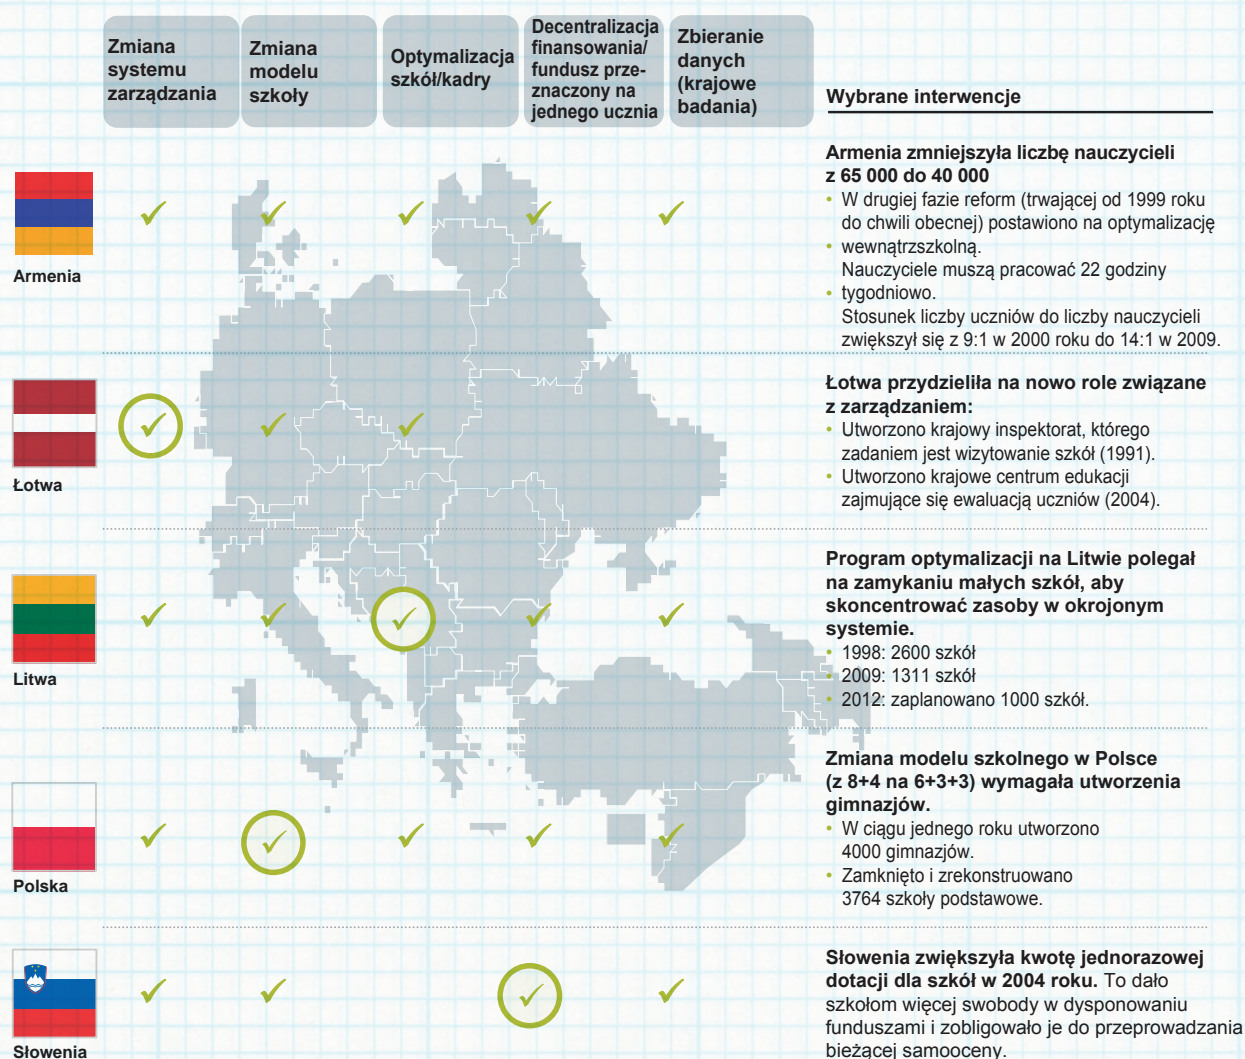 Zmiana
systemu
zarządzania
Zmiana
modelu
szkoły
Optymalizacja
szkół/kadry
Decentralizacja
finansowania/
fundusz prze-
znaczony na
jednego ucznia
Zbieranie
danych
(krajowe
badania)
Wybrane interwencje
Armenia
Armenia zmniejszyła liczbę nauczycieli
z 65 000 do 40 000
• W drugiej fazie reform (trwającej od 1999 roku
do chwili obecnej) postawiono na optymalizację
• wewnątrzszkolną.
Nauczyciele muszą pracować 22 godziny
• tygodniowo.
Stosunek liczby uczniów do liczby nauczycieli
zwiększył się z 9:1 w 2000 roku do 14:1 w 2009.
Łotwa
Łotwa przydzieliła na nowo role związane
z zarządzaniem:
• Utworzono krajowy inspektorat, którego
zadaniem jest wizytowanie szkół (1991).
• Utworzono krajowe centrum edukacji
zajmujące się ewaluacją uczniów (2004).
Litwa
Program optymalizacji na Litwie polegał
na zamykaniu małych szkół, aby
skoncentrować zasoby w okrojonym
systemie.
• 1998: 2600 szkół
• 2009: 1311 szkół
• 2012: zaplanowano 1000 szkół.
Polska
Zmiana modelu szkolnego w Polsce
(z 8+4 na 6+3+3) wymagała utworzenia
gimnazjów.
• W ciągu jednego roku utworzono
4000 gimnazjów.
• Zamknięto i zrekonstruowano
3764 szkoły podstawowe.
Słowenia
Słowenia zwiększyła kwotę jednorazowej
dotacji dla szkół w 2004 roku. To dało
szkołom więcej swobody w dysponowaniu
funduszami i zobligowało je do przeprowadzania
bieżącej samooceny.